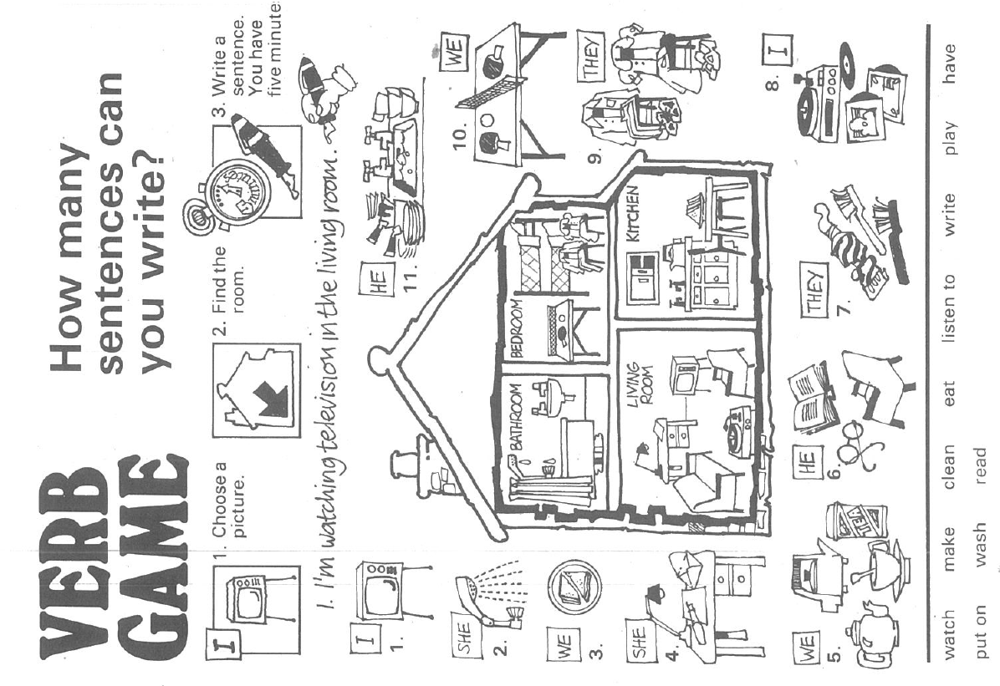 VERB
GAME
How many
sentences can
you write?
1. Choose a
picture.
2. Find the
room.
3. Write a
sentence.
You have
five minute
I
1. I'm watching television in the living room.
I
1.
SHE
2.
WE
3.
SHE
4.
WE
5.
TEA
HE
6.
THEY
7.
I
8.
THEY
9.
WE
10.
HE
11.
BATHROOM
BEDROOM
LIVING
ROOM
KITCHEN
watch make clean eat listen to write play have
put on wash read